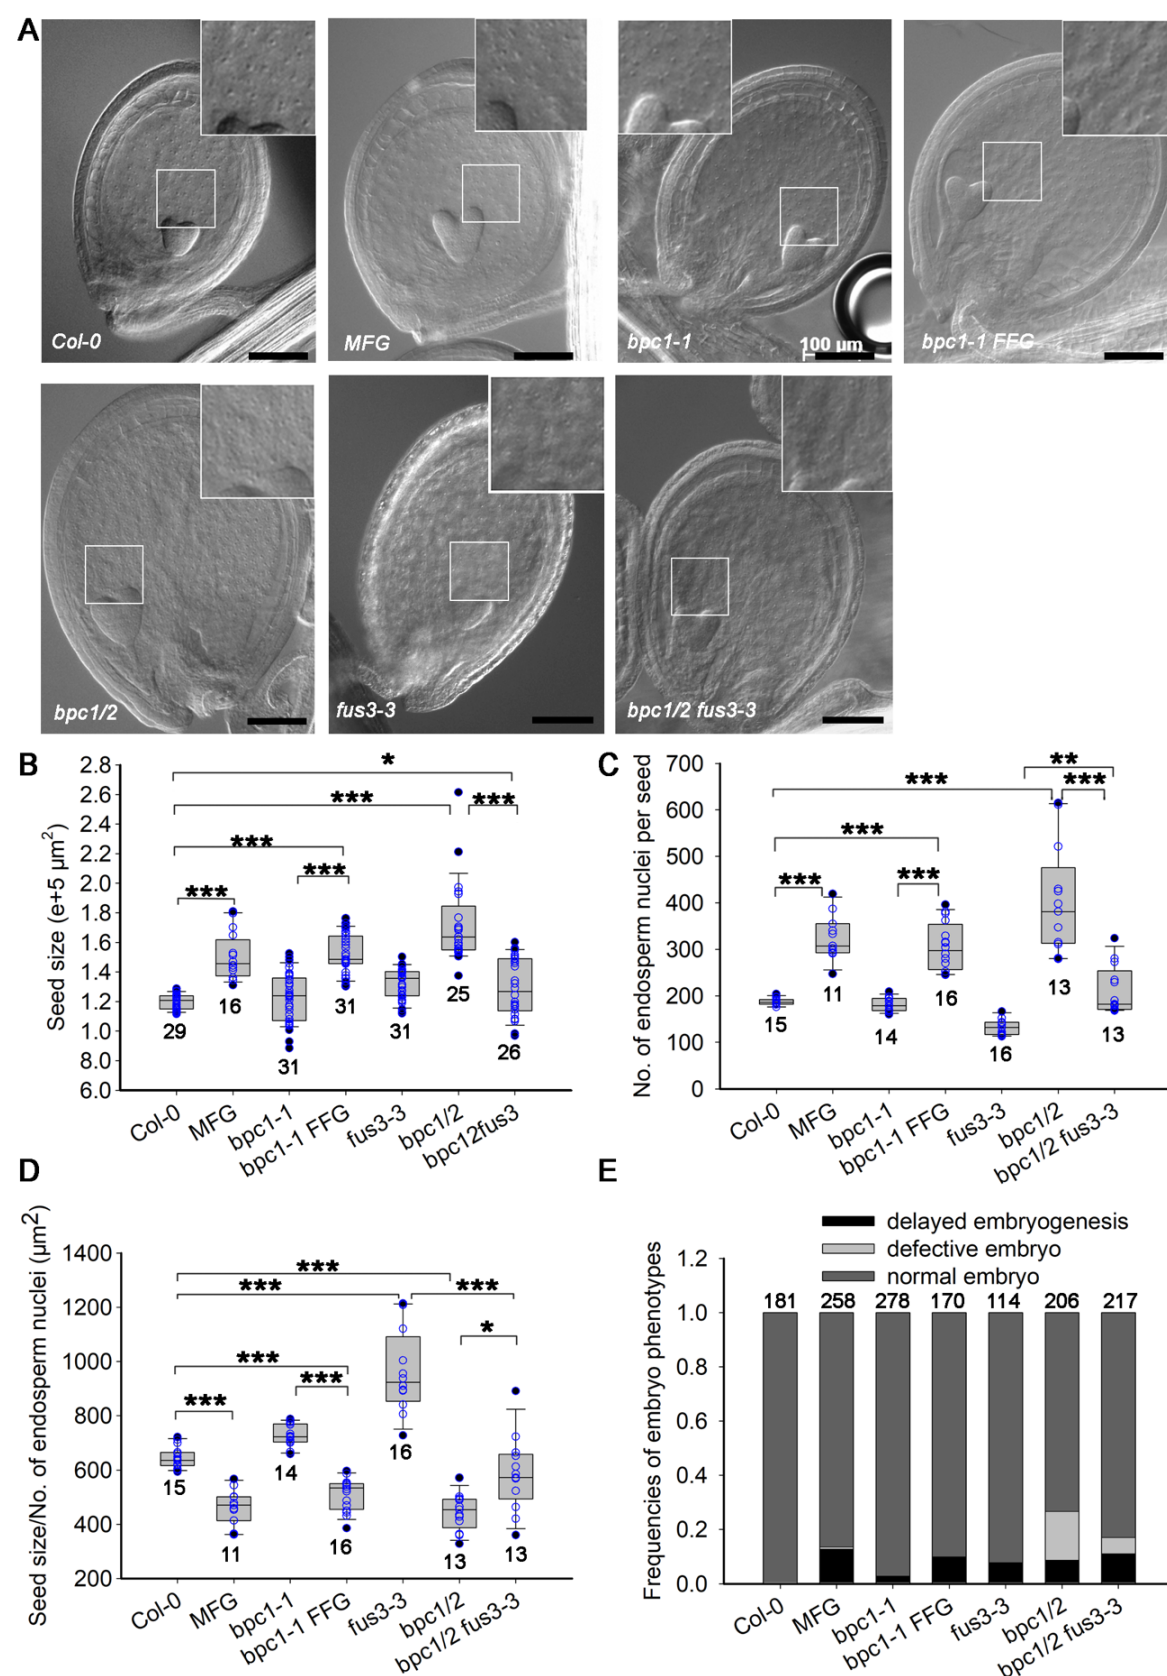 A
Col-0
MFG
bpc1-1
100 µm
bpc1-1 FFG
bpc1/2
fus3-3
bpc1/2 fus3-3
B
Seed size (e+5 µm²)
2.8
2.6
2.4
2.2
2.0
1.8
1.6
1.4
1.2
1.0
8.0
6.0
*
***
***
***
***
***
29
16
31
31
31
25
26
Col-0
MFG
bpc1-1
bpc1-1 FFG
fus3-3
bpc1/2
bpc12fus3
C
No. of endosperm nuclei per seed
700
600
500
400
300
200
100
0
**
***
***
***
***
***
15
11
14
16
16
13
13
Col-0
MFG
bpc1-1
bpc1-1 FFG
fus3-3
bpc1/2
bpc1/2 fus3-3
D
Seed size/No. of endosperm nuclei (µm²)
1400
1200
1000
800
600
400
200
***
***
***
*
***
***
***
15
11
14
16
16
13
13
Col-0
MFG
bpc1-1
bpc1-1 FFG
fus3-3
bpc1/2
bpc1/2 fus3-3
E
delayed embryogenesis
defective embryo
normal embryo
Frequencies of embryo phenotypes
1.2
1.0
0.8
0.6
0.4
0.2
0.0
181
258
278
170
114
206
217
Col-0
MFG
bpc1-1
bpc1-1 FFG
fus3-3
bpc1/2
bpc1/2 fus3-3